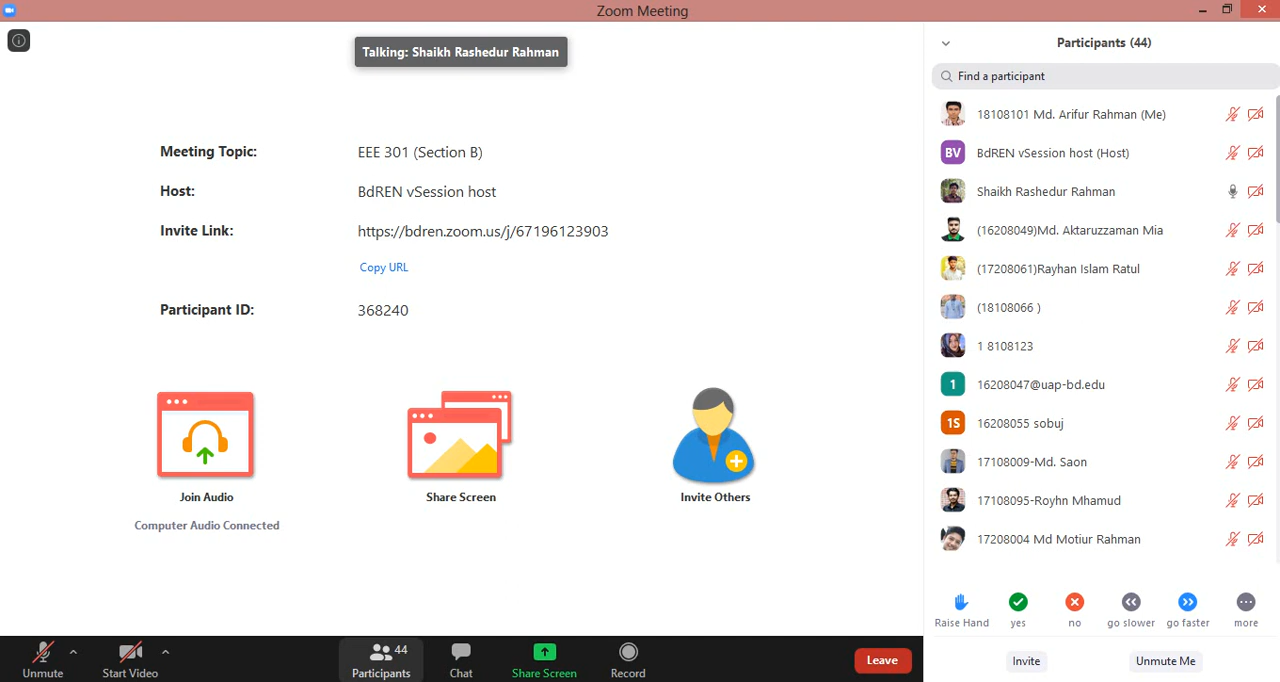 Zoom Meeting
Talking: Shaikh Rashedur Rahman
Meeting Topic: EEE 301 (Section B)
Host: BdREN vSession host
Invite Link: https://bdren.zoom.us/j/67196123903
Copy URL
Participant ID: 368240
Join Audio Share Screen Invite Others
Computer Audio Connected
Unmute Start Video 44 Participants Chat Share Screen Record Leave
Participants (44)
Find a participant
18108101 Md. Arifur Rahman (Me)
BV BdREN vSession host (Host)
Shaikh Rashedur Rahman
(16208049)Md. Aktaruzzaman Mia
(17208061)Rayhan Islam Ratul
(18108066 )
1 8108123
1 16208047@uap-bd.edu
1S 16208055 sobuj
17108009-Md. Saon
17108095-Royhn Mhamud
17208004 Md Motiur Rahman
Raise Hand yes no go slower go faster more
Invite Unmute Me